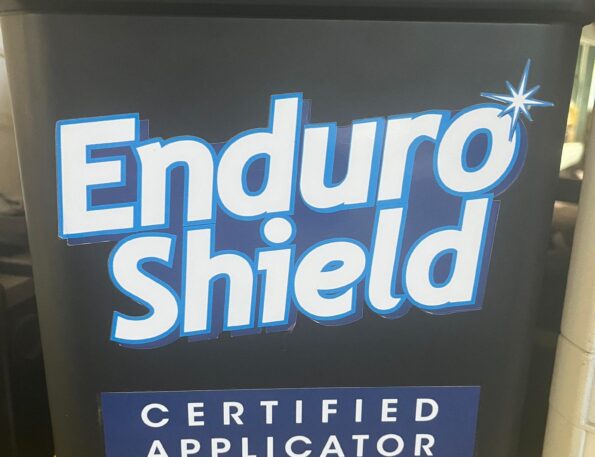 Enduro
Shield
CERTIFIED
APPLICATOR